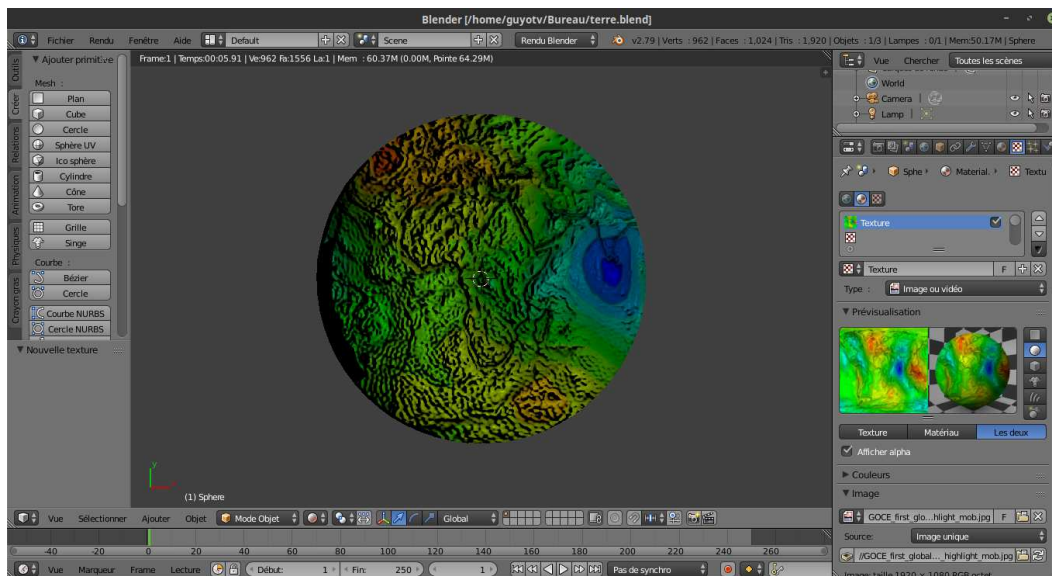 Blender [/home/guyotv/Bureau/terre.blend]
Fichier Rendu Fenêtre Aide Default Scene Rendu Blender v2.79 | Verts : 962 | Faces : 1,024 | Tris : 1,920 | Objets : 1/3 | Lampes : 0/1 | Mem:50.17M | Sphere
Outils
Créer
Relations
Animation
Physiques
Crayon gras
Ajouter primitive
Mesh :
Plan
Cube
Cercle
Sphère UV
Ico sphère
Cylindre
Cône
Tore
Grille
Singe
Courbe :
Bézier
Cercle
Courbe NURBS
Cercle NURBS
Nouvelle texture
Frame:1 | Temps:00:05.91 | Ve:962 Fa:1556 La:1 | Mem : 60.37M (0.00M, Pointe 64.29M)
y
(1) Sphere
Vue Sélectionner Ajouter Objet Mode Objet Global
-40 -20 0 20 40 60 80 100 120 140 160 180 200 220 240 260
Vue Marqueur Frame Lecture Début: 1 Fin: 250 1 Pas de synchro
Vue Chercher Toutes les scènes
World
Camera
Lamp
Sphe Material. Textu
Texture
Texture F
Type : Image ou vidéo
Prévisualisation
Texture Matériau Les deux
Afficher alpha
Couleurs
Image
GOCE_first_glo...hlight_mob.jpg F
Source: Image unique
//GOCE_first_global..._highlight_mob.jpg
Image: taille 1920 x 1080 RGB octet